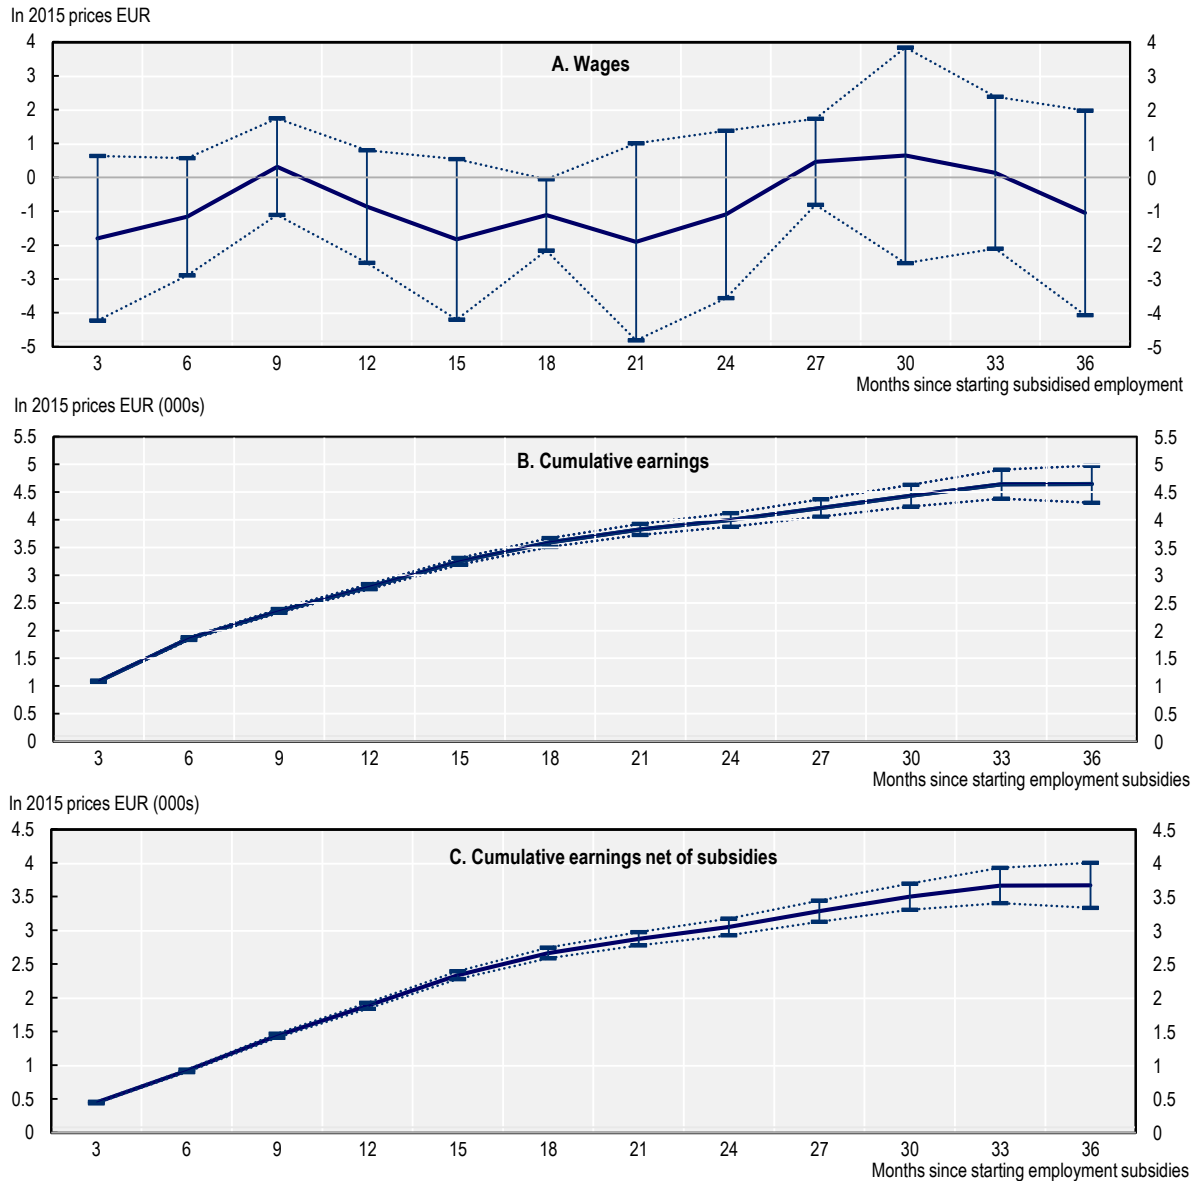 In 2015 prices EUR
A. Wages
4 4
3 3
2 2
1 1
0 0
-1 -1
-2 -2
-3 -3
-4 -4
-5 -5
3 6 9 12 15 18 21 24 27 30 33 36
Months since starting subsidised employment
In 2015 prices EUR (000s)
B. Cumulative earnings
5.5 5.5
5 5
4.5 4.5
4 4
3.5 3.5
3 3
2.5 2.5
2 2
1.5 1.5
1 1
0.5 0.5
0 0
3 6 9 12 15 18 21 24 27 30 33 36
Months since starting employment subsidies
In 2015 prices EUR (000s)
C. Cumulative earnings net of subsidies
4.5 4.5
4 4
3.5 3.5
3 3
2.5 2.5
2 2
1.5 1.5
1 1
0.5 0.5
0 0
3 6 9 12 15 18 21 24 27 30 33 36
Months since starting employment subsidies